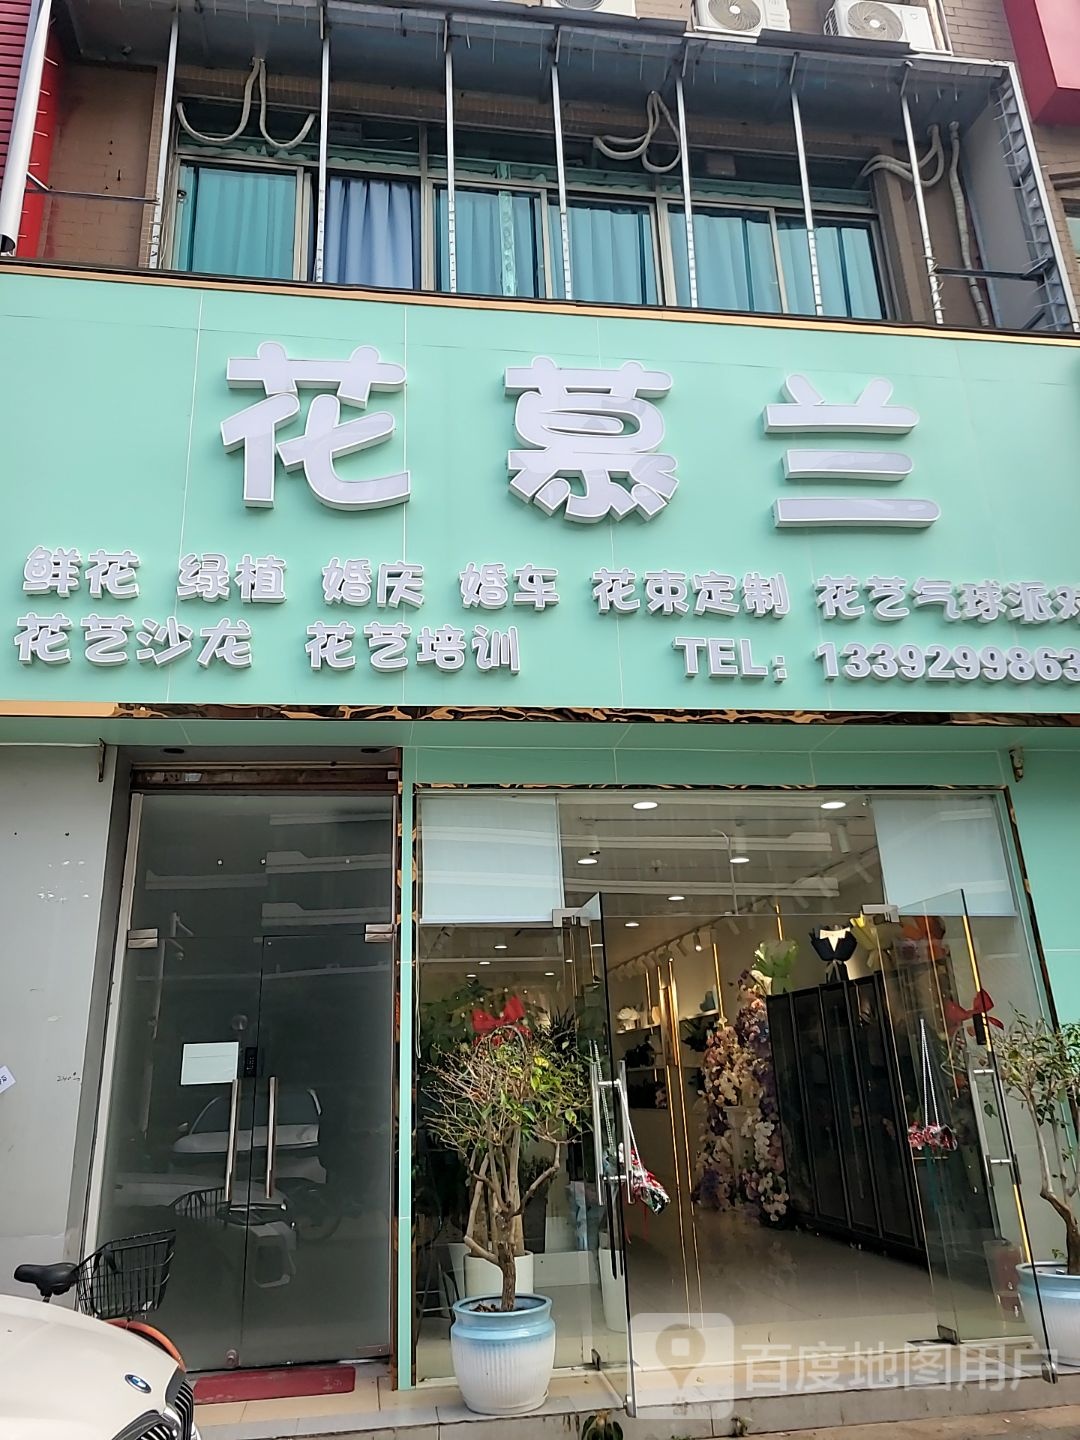 花慕兰
鲜花 绿植 婚庆 婚车 花束定制 花艺气球派对
花艺沙龙 花艺培训 TEL：1339299863
百度地图用户